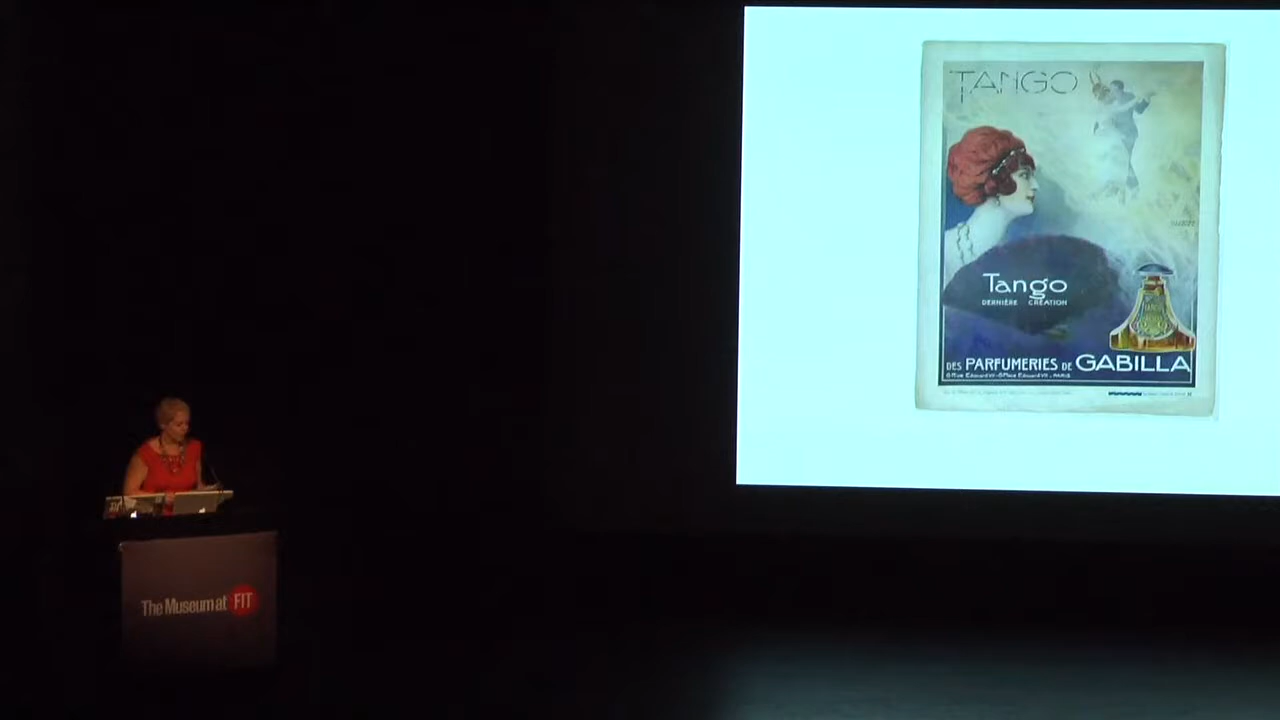 TANGO
Tango
DERNIÈRE CRÉATION
DES PARFUMERIES DE GABILLA
The Museum at FIT